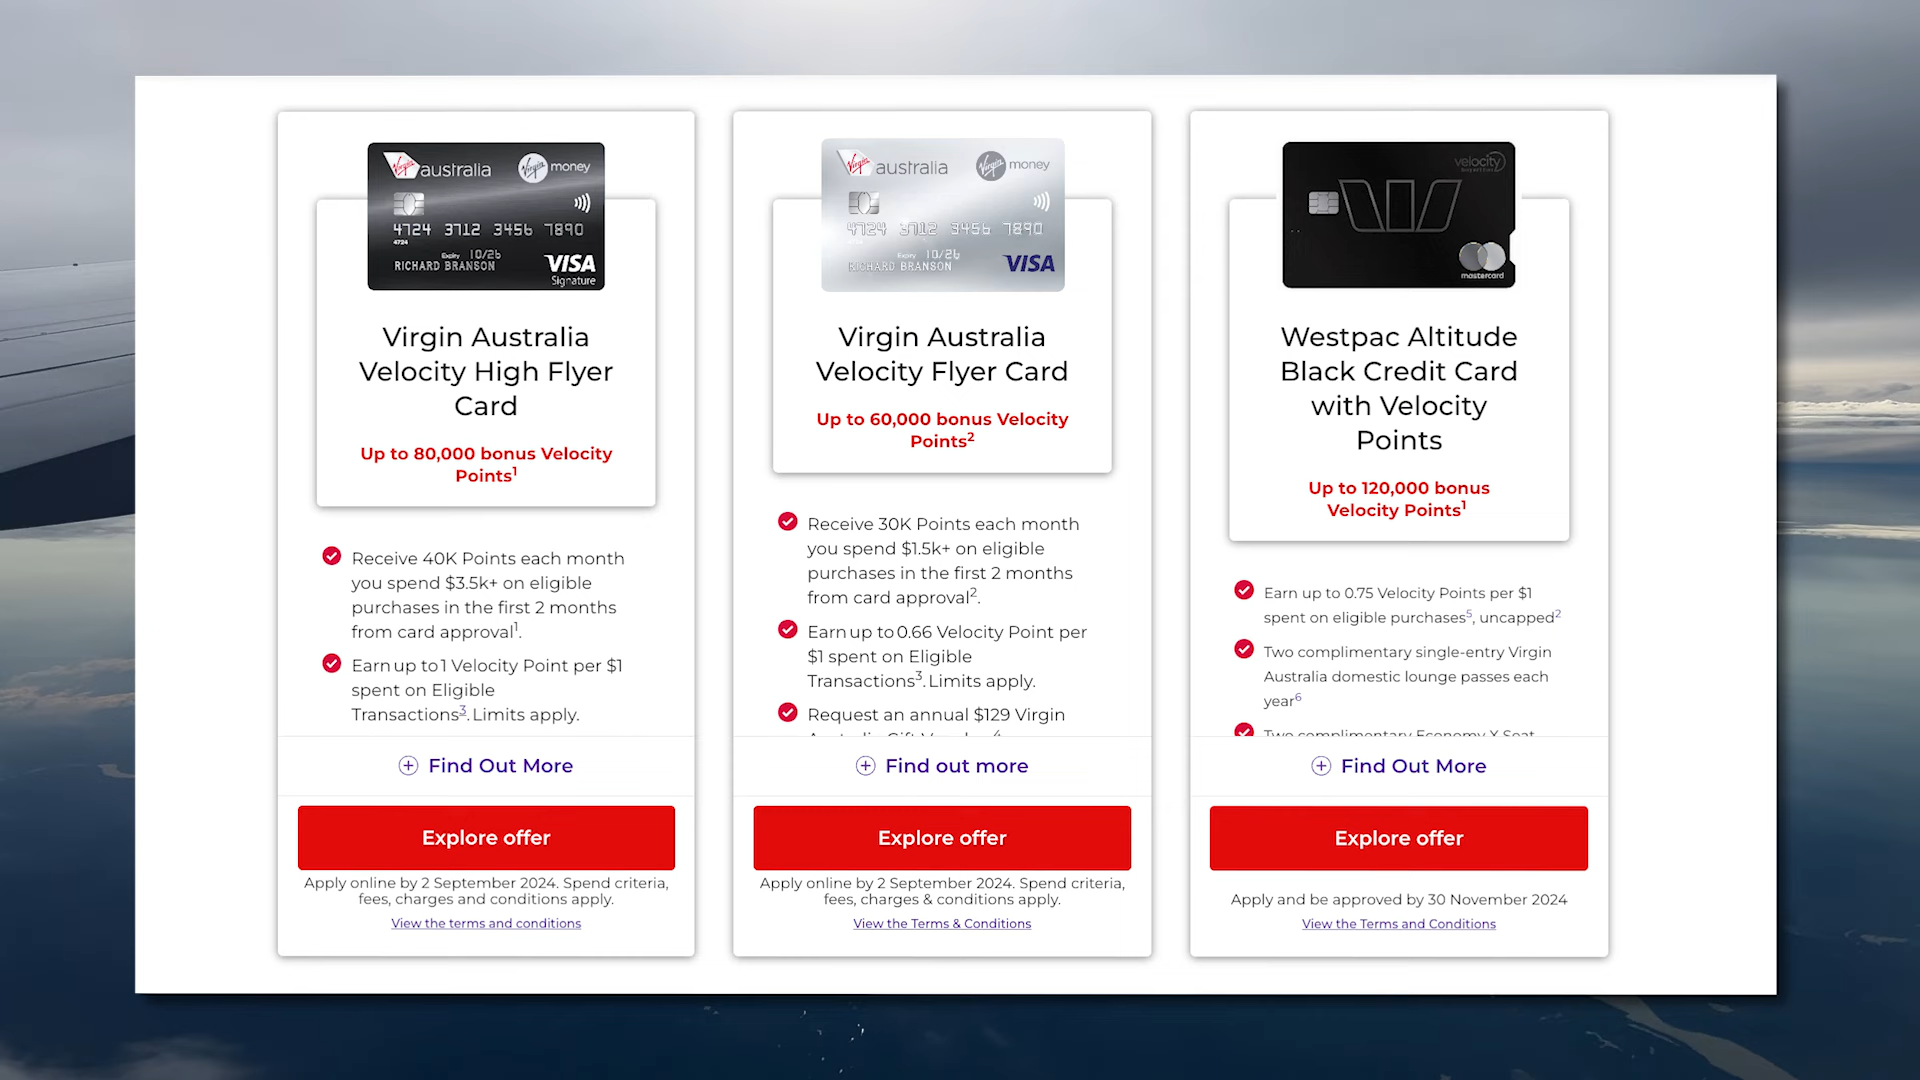 Virgin australia
Virgin money
4724 3712 3456 7890
4724
Expiry 10/26
RICHARD BRANSON
VISA
Signature
Virgin Australia
Velocity High Flyer
Card
Up to 80,000 bonus Velocity
Points1
Receive 40K Points each month
you spend $3.5k+ on eligible
purchases in the first 2 months
from card approval1.
Earn up to 1 Velocity Point per $1
spent on Eligible
Transactions3. Limits apply.
Find Out More
Explore offer
Apply online by 2 September 2024. Spend criteria,
fees, charges and conditions apply.
View the terms and conditions
Virgin australia
Virgin money
4724 3712 3456 7890
Expiry 10/26
RICHARD BRANSON
VISA
Virgin Australia
Velocity Flyer Card
Up to 60,000 bonus Velocity
Points2
Receive 30K Points each month
you spend $1.5k+ on eligible
purchases in the first 2 months
from card approval2.
Earn up to 0.66 Velocity Point per
$1 spent on Eligible
Transactions3. Limits apply.
Request an annual $129 Virgin
Find out more
Explore offer
Apply online by 2 September 2024. Spend criteria,
fees, charges & conditions apply.
View the Terms & Conditions
velocity
mastercard
Westpac Altitude
Black Credit Card
with Velocity
Points
Up to 120,000 bonus
Velocity Points1
Earn up to 0.75 Velocity Points per $1
spent on eligible purchases5, uncapped2
Two complimentary single-entry Virgin
Australia domestic lounge passes each
year6
Two complimentary Economy X Seat
Find Out More
Explore offer
Apply and be approved by 30 November 2024
View the Terms and Conditions